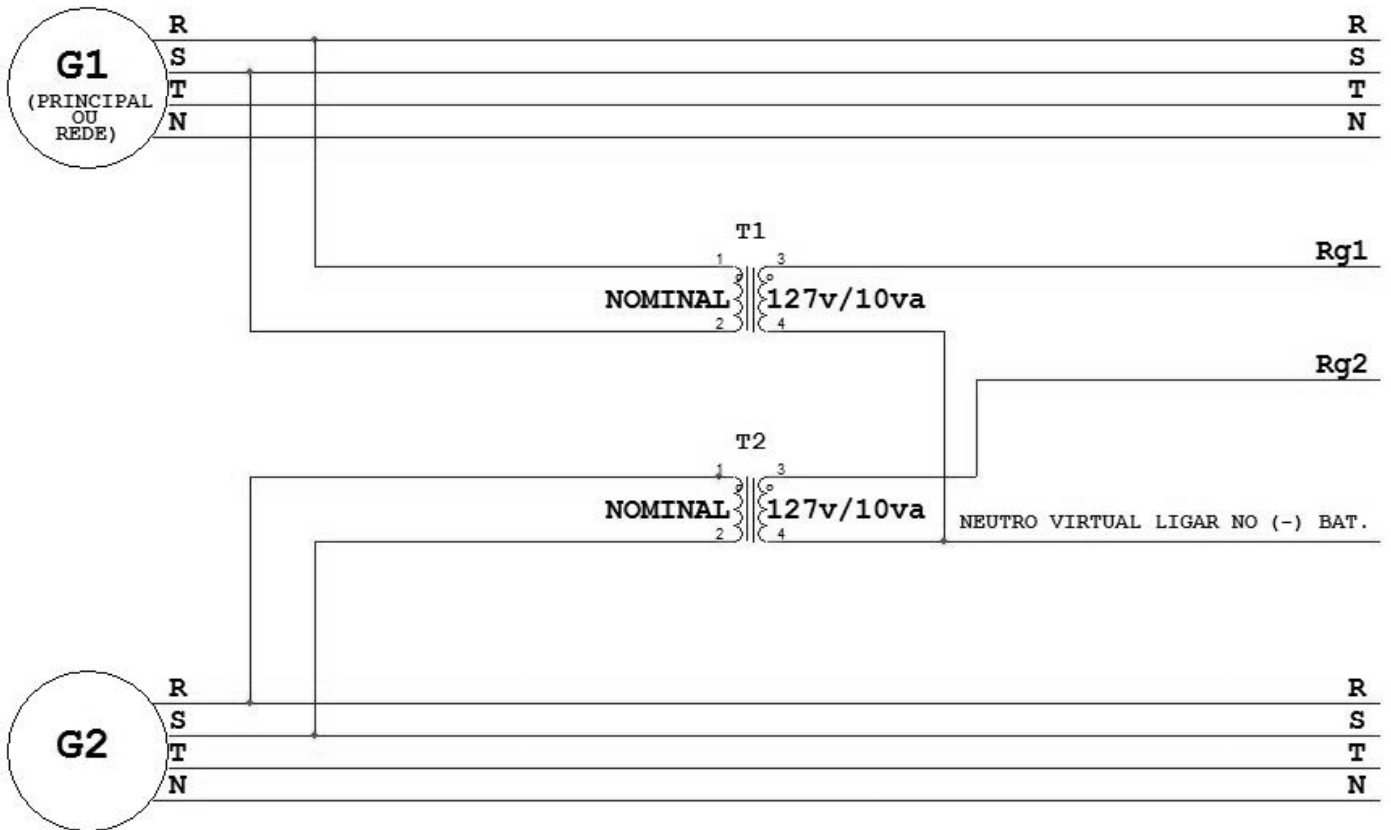 R R
S S
G1
T T
(PRINCIPAL
OU
REDE)
N N
T1
Rg1
1 3
NOMINAL 127v/10va
2 4
Rg2
T2
1 3
NOMINAL 127v/10va
NEUTRO VIRTUAL LIGAR NO (-) BAT.
2 4
R R
S S
G2
T T
N N